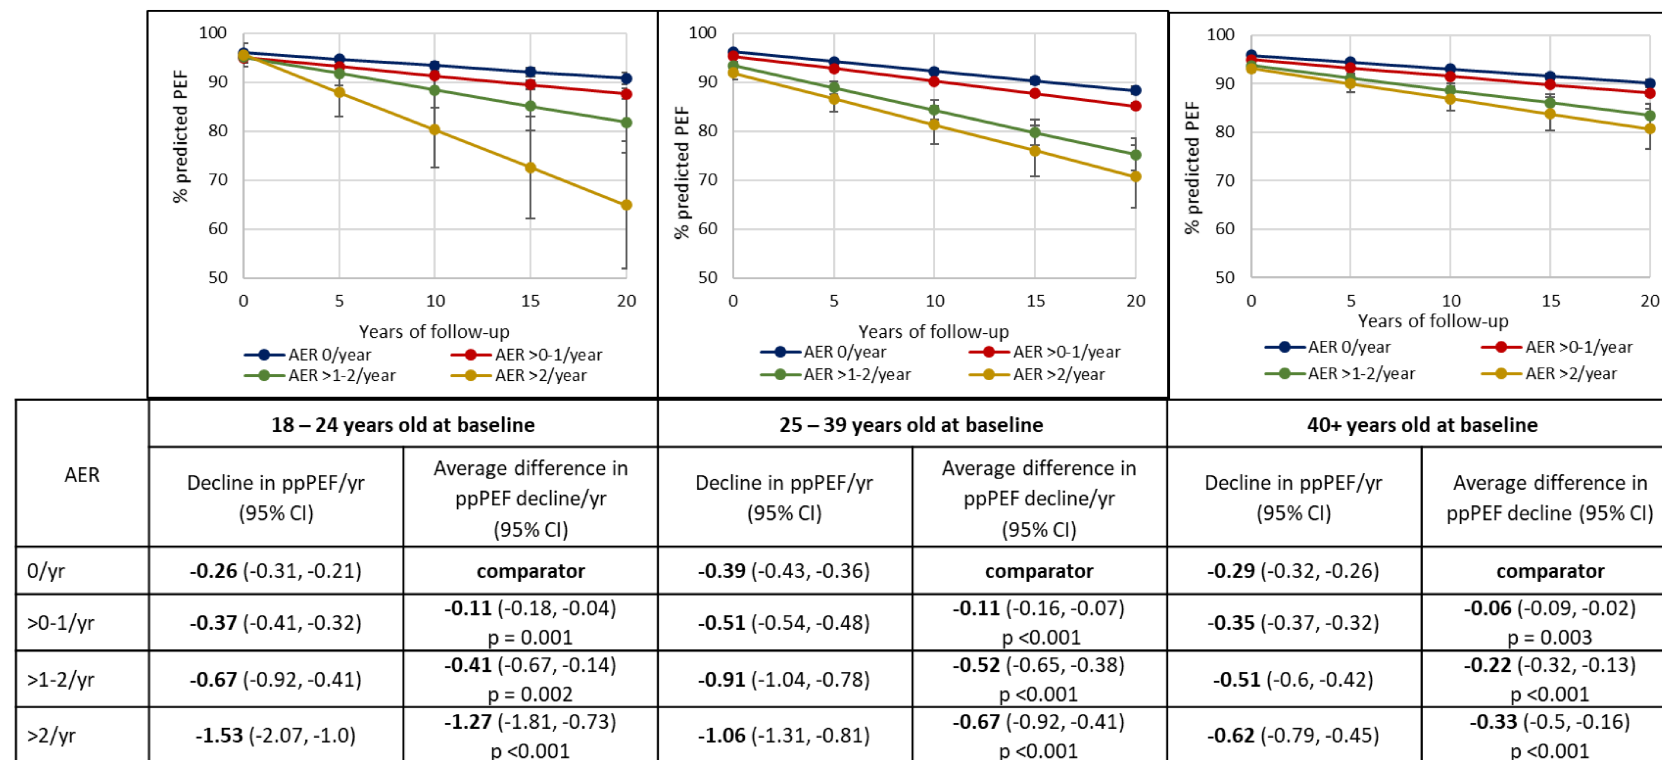 100
90
80
70
60
50
% predicted PEF
0 5 10 15 20
Years of follow-up
AER 0/year AER >0-1/year
AER >1-2/year AER >2/year
100
90
80
70
60
50
% predicted PEF
0 5 10 15 20
Years of follow-up
AER 0/year AER >0-1/year
AER >1-2/year AER >2/year
100
90
80
70
60
50
% predicted PEF
0 5 10 15 20
Years of follow-up
AER 0/year AER >0-1/year
AER >1-2/year AER >2/year
AER
18 – 24 years old at baseline
25 – 39 years old at baseline
40+ years old at baseline
Decline in ppPEF/yr
(95% CI)
Average difference in
ppPEF decline/yr
(95% CI)
Decline in ppPEF/yr
(95% CI)
Average difference in
ppPEF decline/yr
(95% CI)
Decline in ppPEF/yr
(95% CI)
Average difference in
ppPEF decline (95% CI)
0/yr
-0.26 (-0.31, -0.21)
comparator
-0.39 (-0.43, -0.36)
comparator
-0.29 (-0.32, -0.26)
comparator
>0-1/yr
-0.37 (-0.41, -0.32)
-0.11 (-0.18, -0.04)
p = 0.001
-0.51 (-0.54, -0.48)
-0.11 (-0.16, -0.07)
p <0.001
-0.35 (-0.37, -0.32)
-0.06 (-0.09, -0.02)
p = 0.003
>1-2/yr
-0.67 (-0.92, -0.41)
-0.41 (-0.67, -0.14)
p = 0.002
-0.91 (-1.04, -0.78)
-0.52 (-0.65, -0.38)
p <0.001
-0.51 (-0.6, -0.42)
-0.22 (-0.32, -0.13)
p <0.001
>2/yr
-1.53 (-2.07, -1.0)
-1.27 (-1.81, -0.73)
p <0.001
-1.06 (-1.31, -0.81)
-0.67 (-0.92, -0.41)
p <0.001
-0.62 (-0.79, -0.45)
-0.33 (-0.5, -0.16)
p <0.001